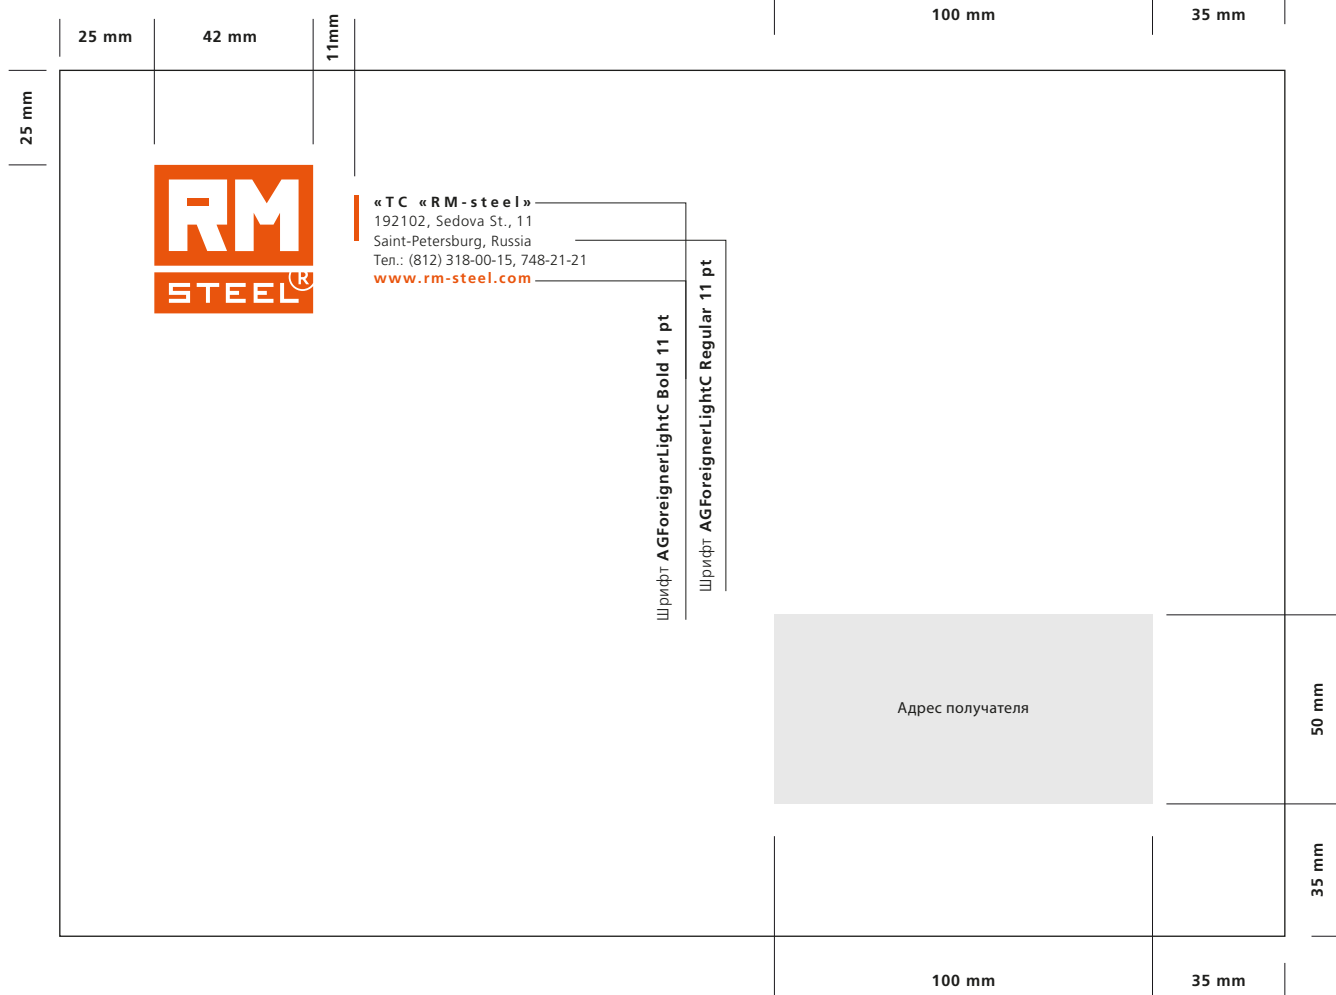 100 mm
35 mm
25 mm
42 mm
11mm
25 mm
RM
STEEL®
«ТС «RM-steel»
192102, Sedova St., 11
Saint-Petersburg, Russia
Тел.: (812) 318-00-15, 748-21-21
www.rm-steel.com
Шрифт AGForeignerLightC Bold 11 pt
Шрифт AGForeignerLightC Regular 11 pt
Адрес получателя
50 mm
35 mm
100 mm
35 mm